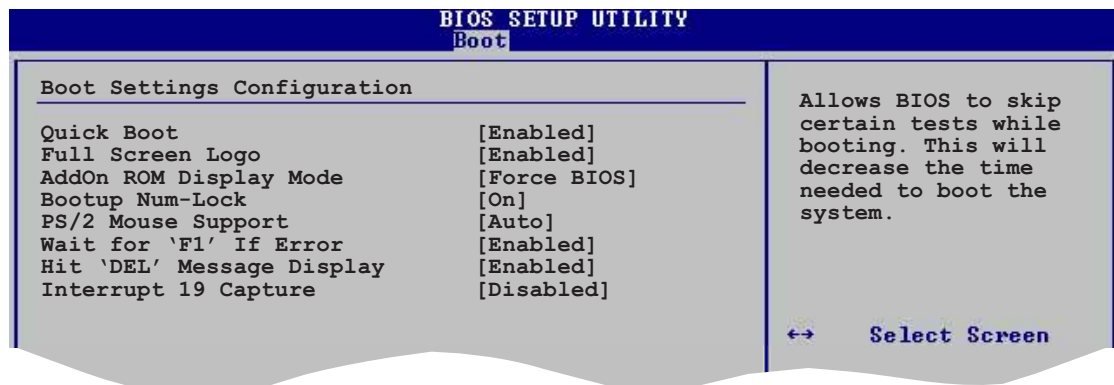 BIOS SETUP UTILITY
Boot
Boot Settings Configuration
Quick Boot [Enabled]
Full Screen Logo [Enabled]
AddOn ROM Display Mode [Force BIOS]
Bootup Num-Lock [On]
PS/2 Mouse Support [Auto]
Wait for ‘F1’ If Error [Enabled]
Hit ‘DEL’ Message Display [Enabled]
Interrupt 19 Capture [Disabled]
Allows BIOS to skip
certain tests while
booting. This will
decrease the time
needed to boot the
system.
↔ Select Screen